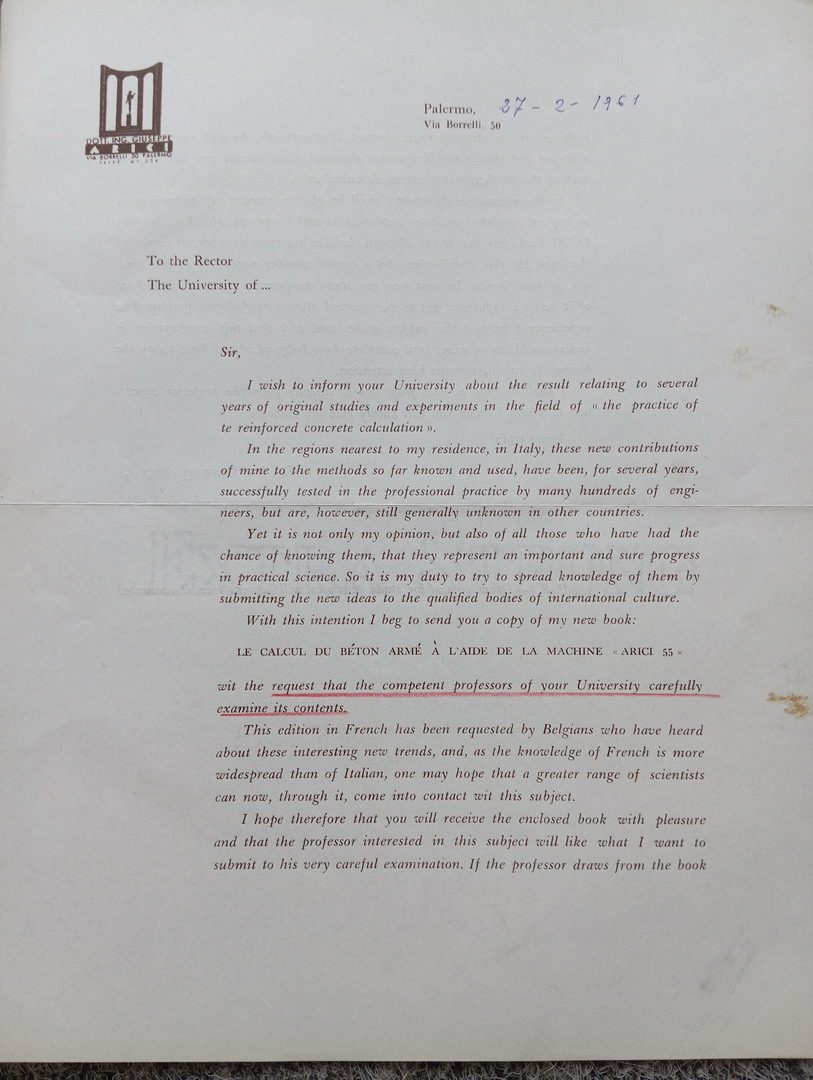 DOTT. ING. GIUSEPPE
ARICI
VIA BORRELLI 50 PALERMO
Palermo, 27-2-1961
Via Borrelli. 50
To the Rector
The University of ...
Sir,
I wish to inform your University about the result relating to several
years of original studies and experiments in the field of « the practice of
te reinforced concrete calculation ».
In the regions nearest to my residence, in Italy, these new contributions
of mine to the methods so far known and used, have been, for several years,
successfully tested in the professional practice by many hundreds of engi-
neers, but are, however, still generally unknown in other countries.
Yet it is not only my opinion, but also of all those who have had the
chance of knowing them, that they represent an important and sure progress
in practical science. So it is my duty to try to spread knowledge of them by
submitting the new ideas to the qualified bodies of international culture.
With this intention I beg to send you a copy of my new book:
LE CALCUL DU BÉTON ARMÉ À L'AIDE DE LA MACHINE « ARICI 55 »
wit the request that the competent professors of your University carefully
examine its contents.
This edition in French has been requested by Belgians who have heard
about these interesting new trends, and, as the knowledge of French is more
widespread than of Italian, one may hope that a greater range of scientists
can now, through it, come into contact wit this subject.
I hope therefore that you will receive the enclosed book with pleasure
and that the professor interested in this subject will like what I want to
submit to his very careful examination. If the professor draws from the book